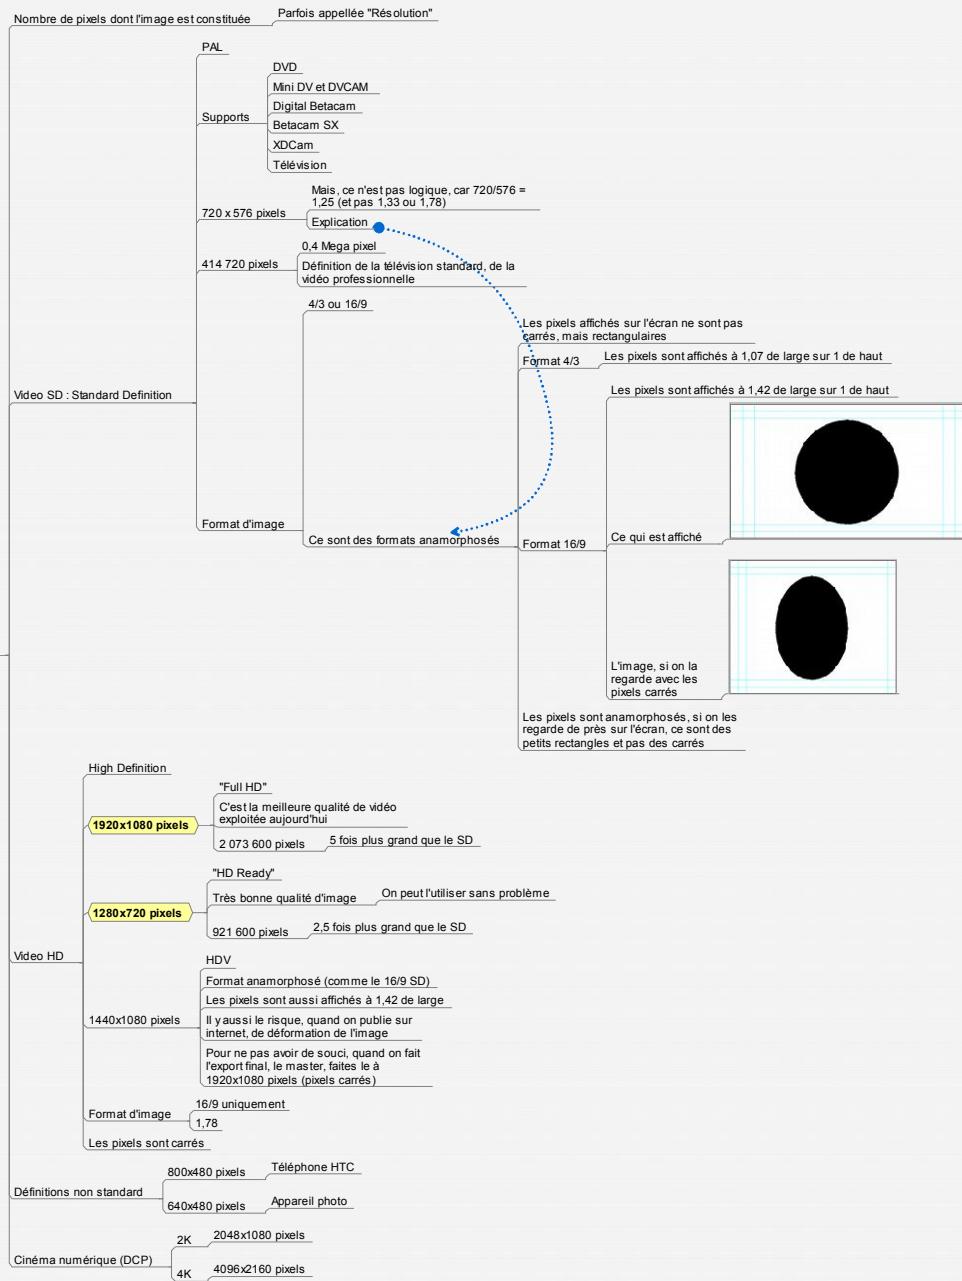 Nombre de pixels dont l'image est constituée
Parfois appellée "Résolution"
Video SD : Standard Definition
PAL
Supports
DVD
Mini DV et DVCAM
Digital Betacam
Betacam SX
XDCam
Télévision
720 x 576 pixels
Mais, ce n'est pas logique, car 720/576 =
1,25 (et pas 1,33 ou 1,78)
Explication
414 720 pixels
0,4 Mega pixel
Définition de la télévision standard, de la
vidéo professionnelle
Format d'image
4/3 ou 16/9
Ce sont des formats anamorphosés
Les pixels affichés sur l'écran ne sont pas
carrés, mais rectangulaires
Format 4/3
Les pixels sont affichés à 1,07 de large sur 1 de haut
Format 16/9
Les pixels sont affichés à 1,42 de large sur 1 de haut
Ce qui est affiché
L'image, si on la
regarde avec les
pixels carrés
Les pixels sont anamorphosés, si on les
regarde de près sur l'écran, ce sont des
petits rectangles et pas des carrés
Video HD
High Definition
1920x1080 pixels
"Full HD"
C'est la meilleure qualité de vidéo
exploitée aujourd'hui
2 073 600 pixels
5 fois plus grand que le SD
1280x720 pixels
"HD Ready"
Très bonne qualité d'image
On peut l'utiliser sans problème
921 600 pixels
2,5 fois plus grand que le SD
1440x1080 pixels
HDV
Format anamorphosé (comme le 16/9 SD)
Les pixels sont aussi affichés à 1,42 de large
Il y aussi le risque, quand on publie sur
internet, de déformation de l'image
Pour ne pas avoir de souci, quand on fait
l'export final, le master, faites le à
1920x1080 pixels (pixels carrés)
Format d'image
16/9 uniquement
1,78
Les pixels sont carrés
Définitions non standard
800x480 pixels
Téléphone HTC
640x480 pixels
Appareil photo
Cinéma numérique (DCP)
2K
2048x1080 pixels
4K
4096x2160 pixels